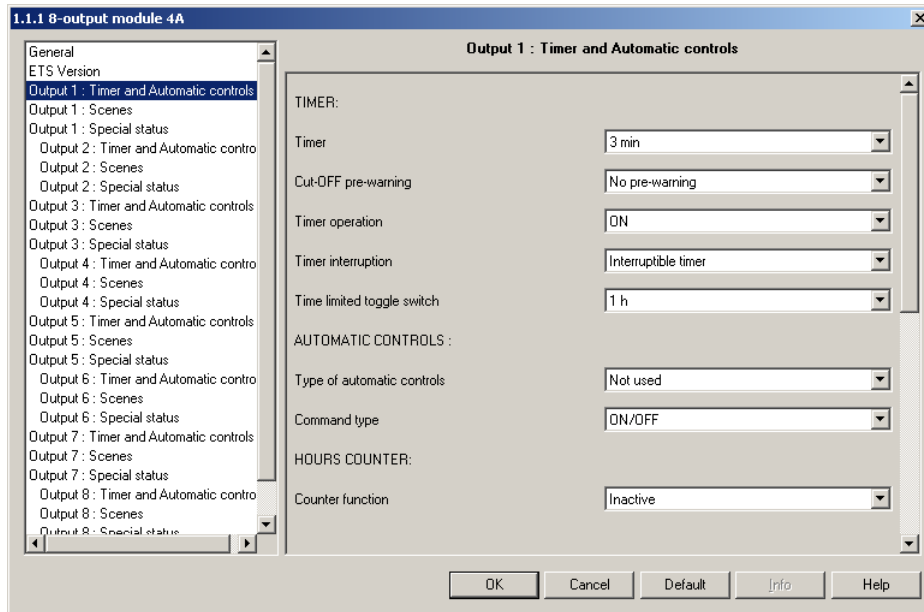 1.1.1 8-output module 4A
General
ETS Version
Output 1 : Timer and Automatic controls
Output 1 : Scenes
Output 1 : Special status
Output 2 : Timer and Automatic contro
Output 2 : Scenes
Output 2 : Special status
Output 3 : Timer and Automatic controls
Output 3 : Scenes
Output 3 : Special status
Output 4 : Timer and Automatic contro
Output 4 : Scenes
Output 4 : Special status
Output 5 : Timer and Automatic controls
Output 5 : Scenes
Output 5 : Special status
Output 6 : Timer and Automatic contro
Output 6 : Scenes
Output 6 : Special status
Output 7 : Timer and Automatic controls
Output 7 : Scenes
Output 7 : Special status
Output 8 : Timer and Automatic contro
Output 8 : Scenes
Output 8 : Special status
Output 1 : Timer and Automatic controls
TIMER:
Timer 3 min
Cut-OFF pre-warning No pre-warning
Timer operation ON
Timer interruption Interruptible timer
Time limited toggle switch 1 h
AUTOMATIC CONTROLS :
Type of automatic controls Not used
Command type ON/OFF
HOURS COUNTER:
Counter function Inactive
OK Cancel Default Info Help